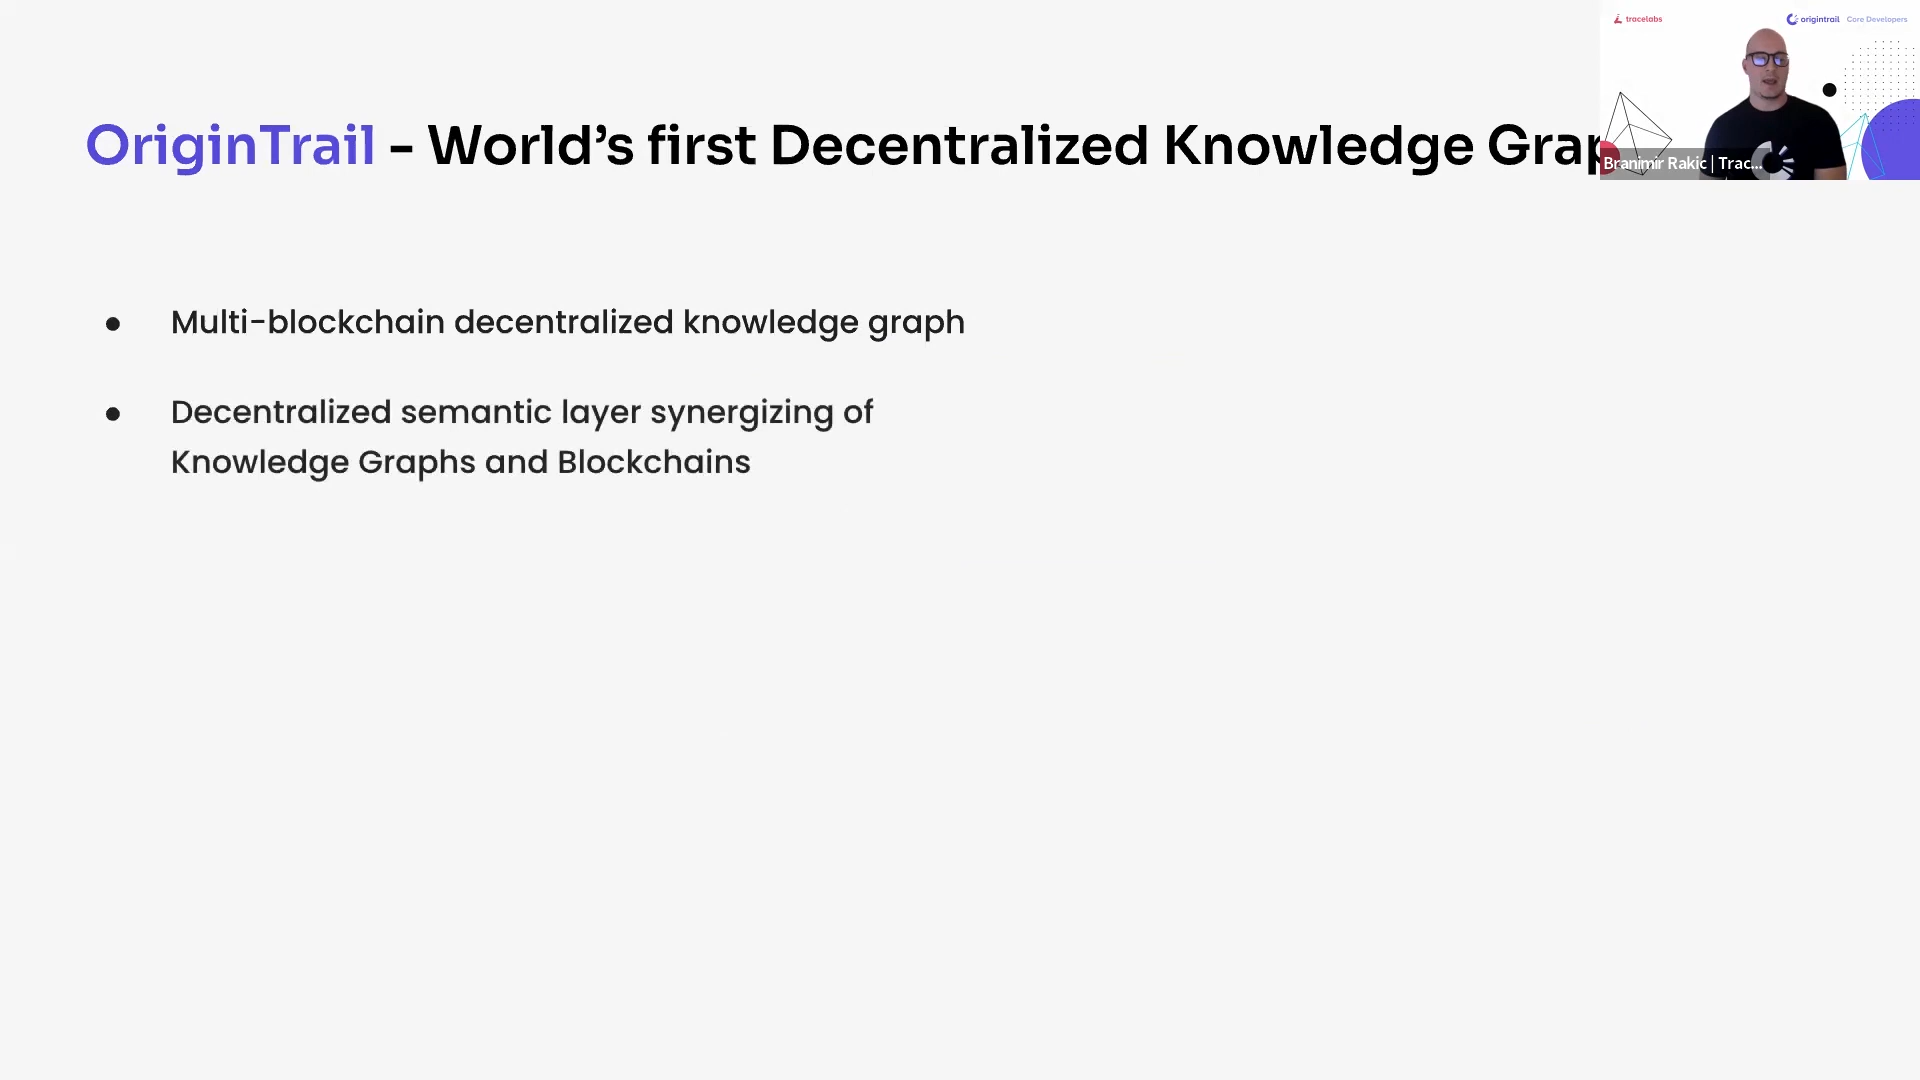 tracelabs
origintrail Core Developers
OriginTrail - World's first Decentralized Knowledge Grap
Branimir Rakic | Trac...
● Multi-blockchain decentralized knowledge graph
● Decentralized semantic layer synergizing of
Knowledge Graphs and Blockchains